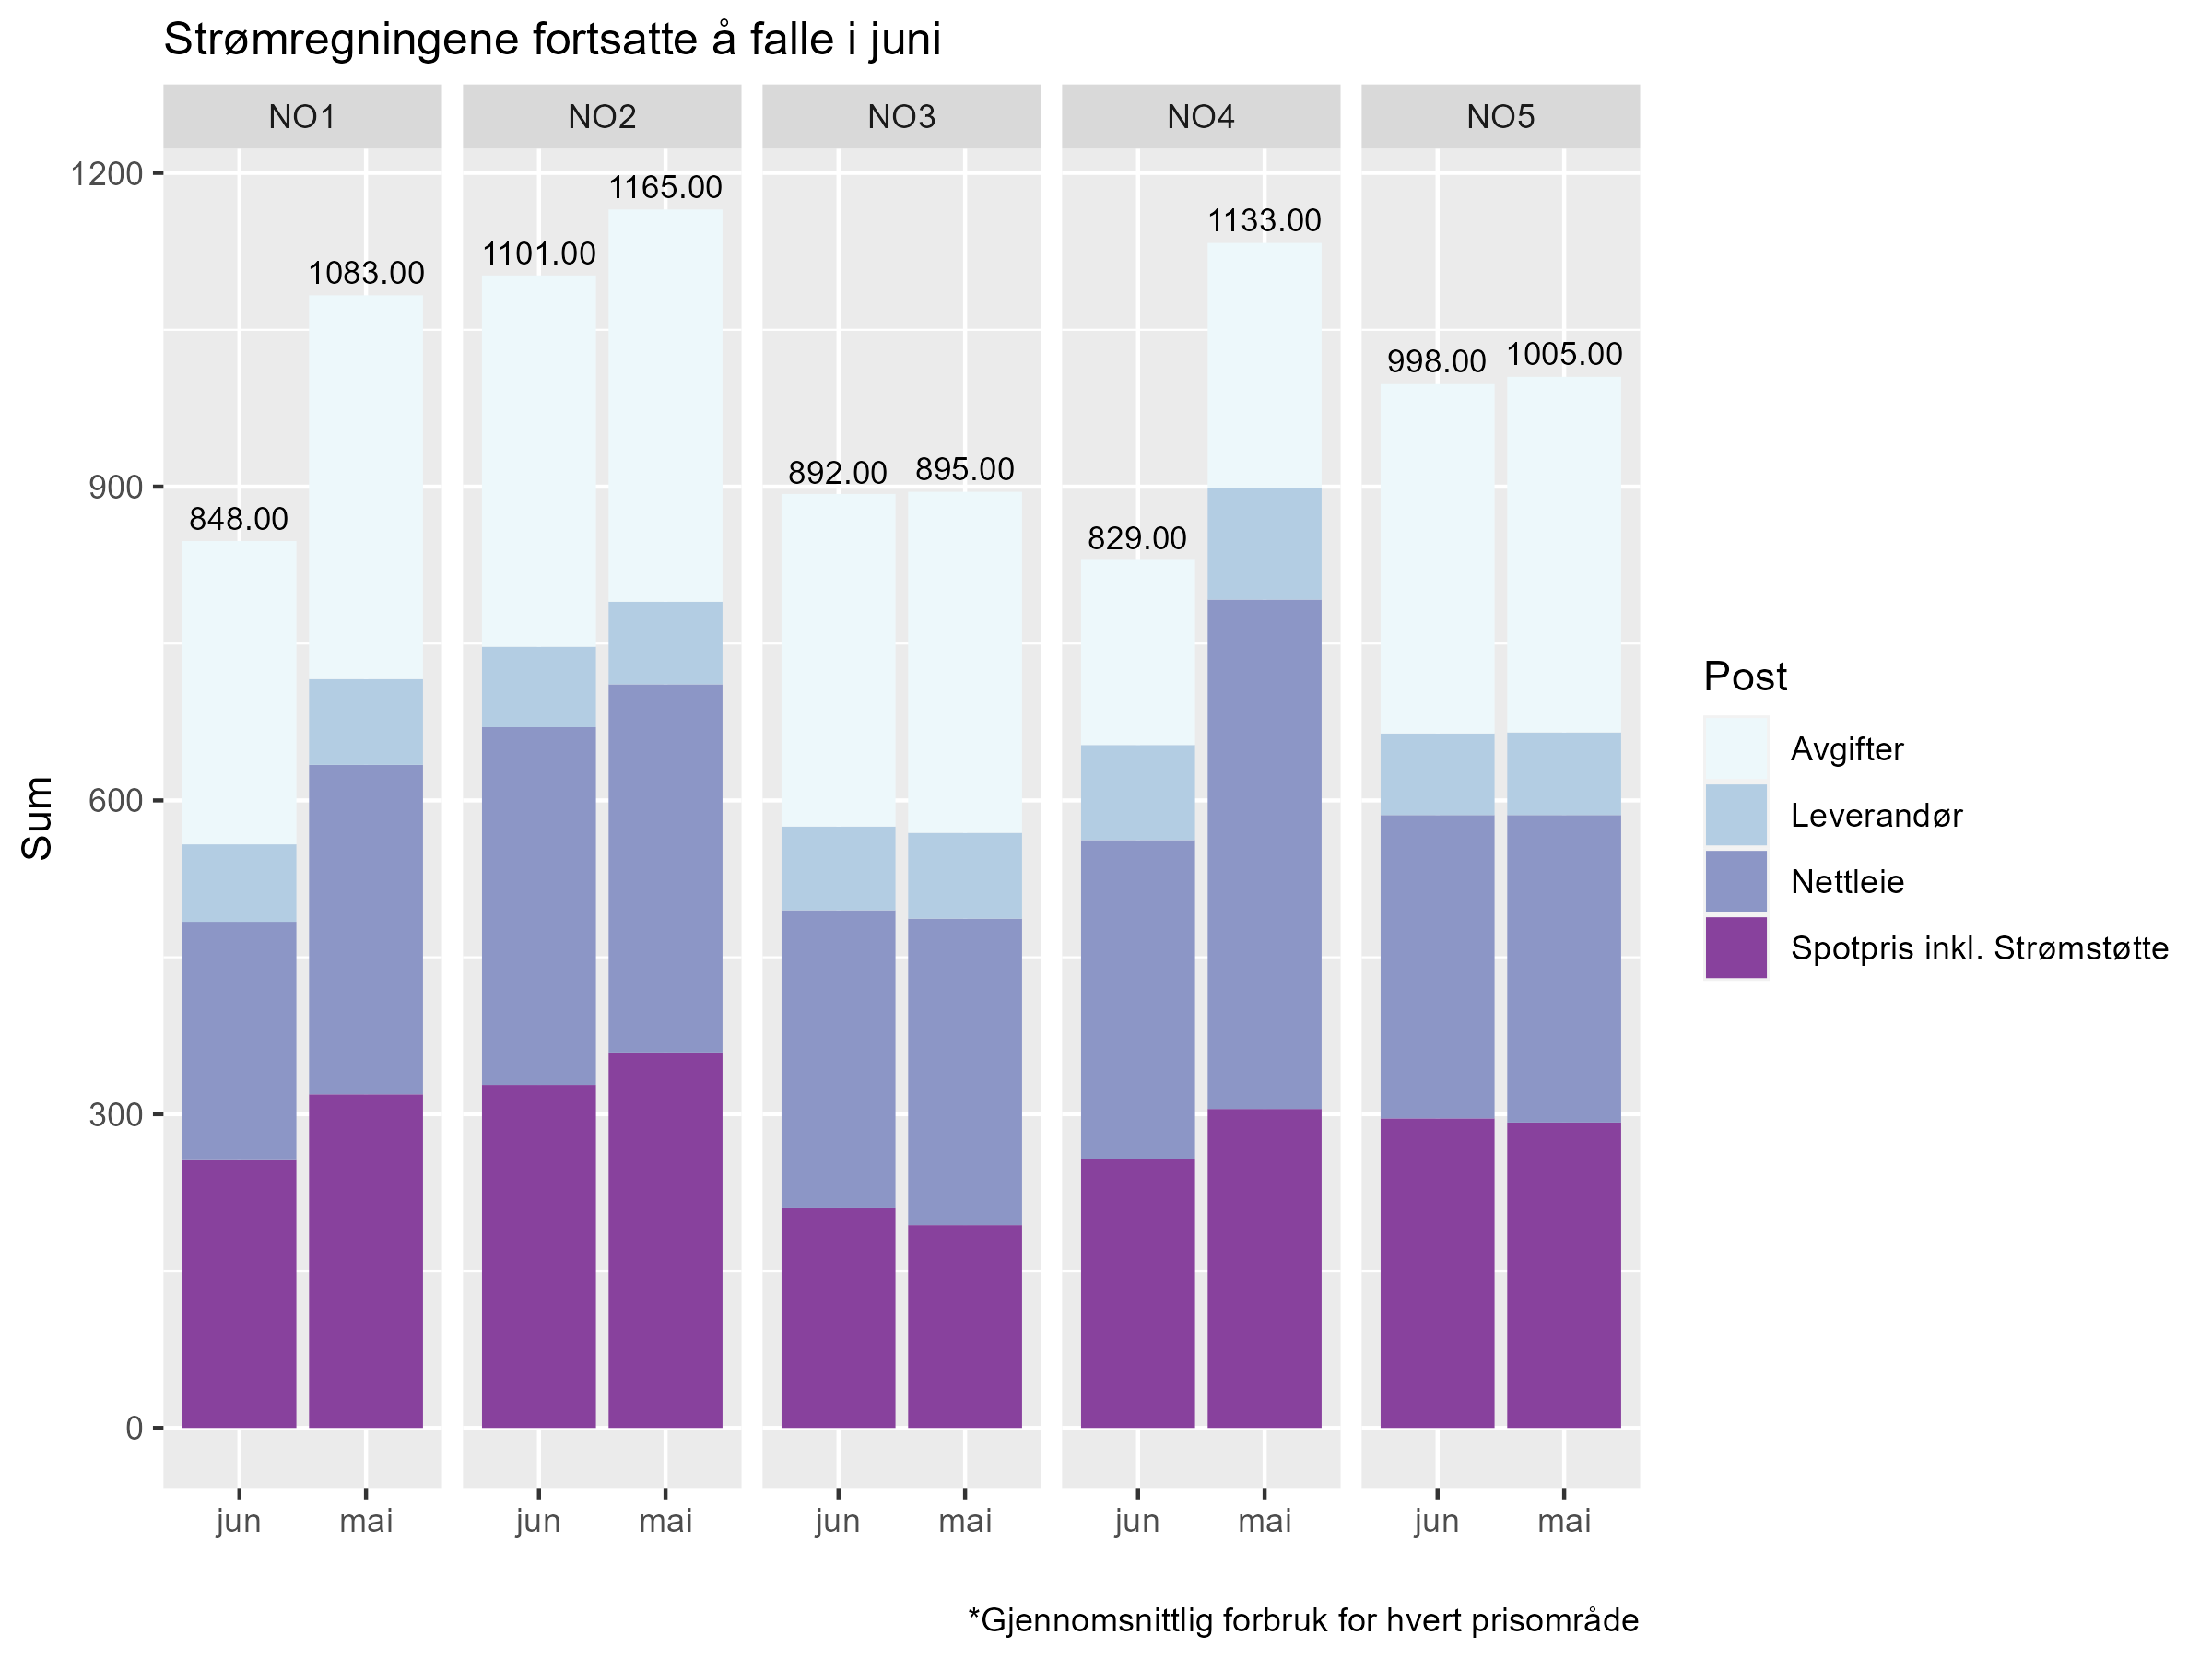 Strømregningene fortsatte å falle i juni
NO1 NO2 NO3 NO4 NO5
1200
900
600
300
0
Sum
848.00 1083.00 1101.00 1165.00 892.00 895.00 829.00 1133.00 998.00 1005.00
jun mai jun mai jun mai jun mai jun mai
Post
Avgifter
Leverandør
Nettleie
Spotpris inkl. Strømstøtte
*Gjennomsnittlig forbruk for hvert prisområde